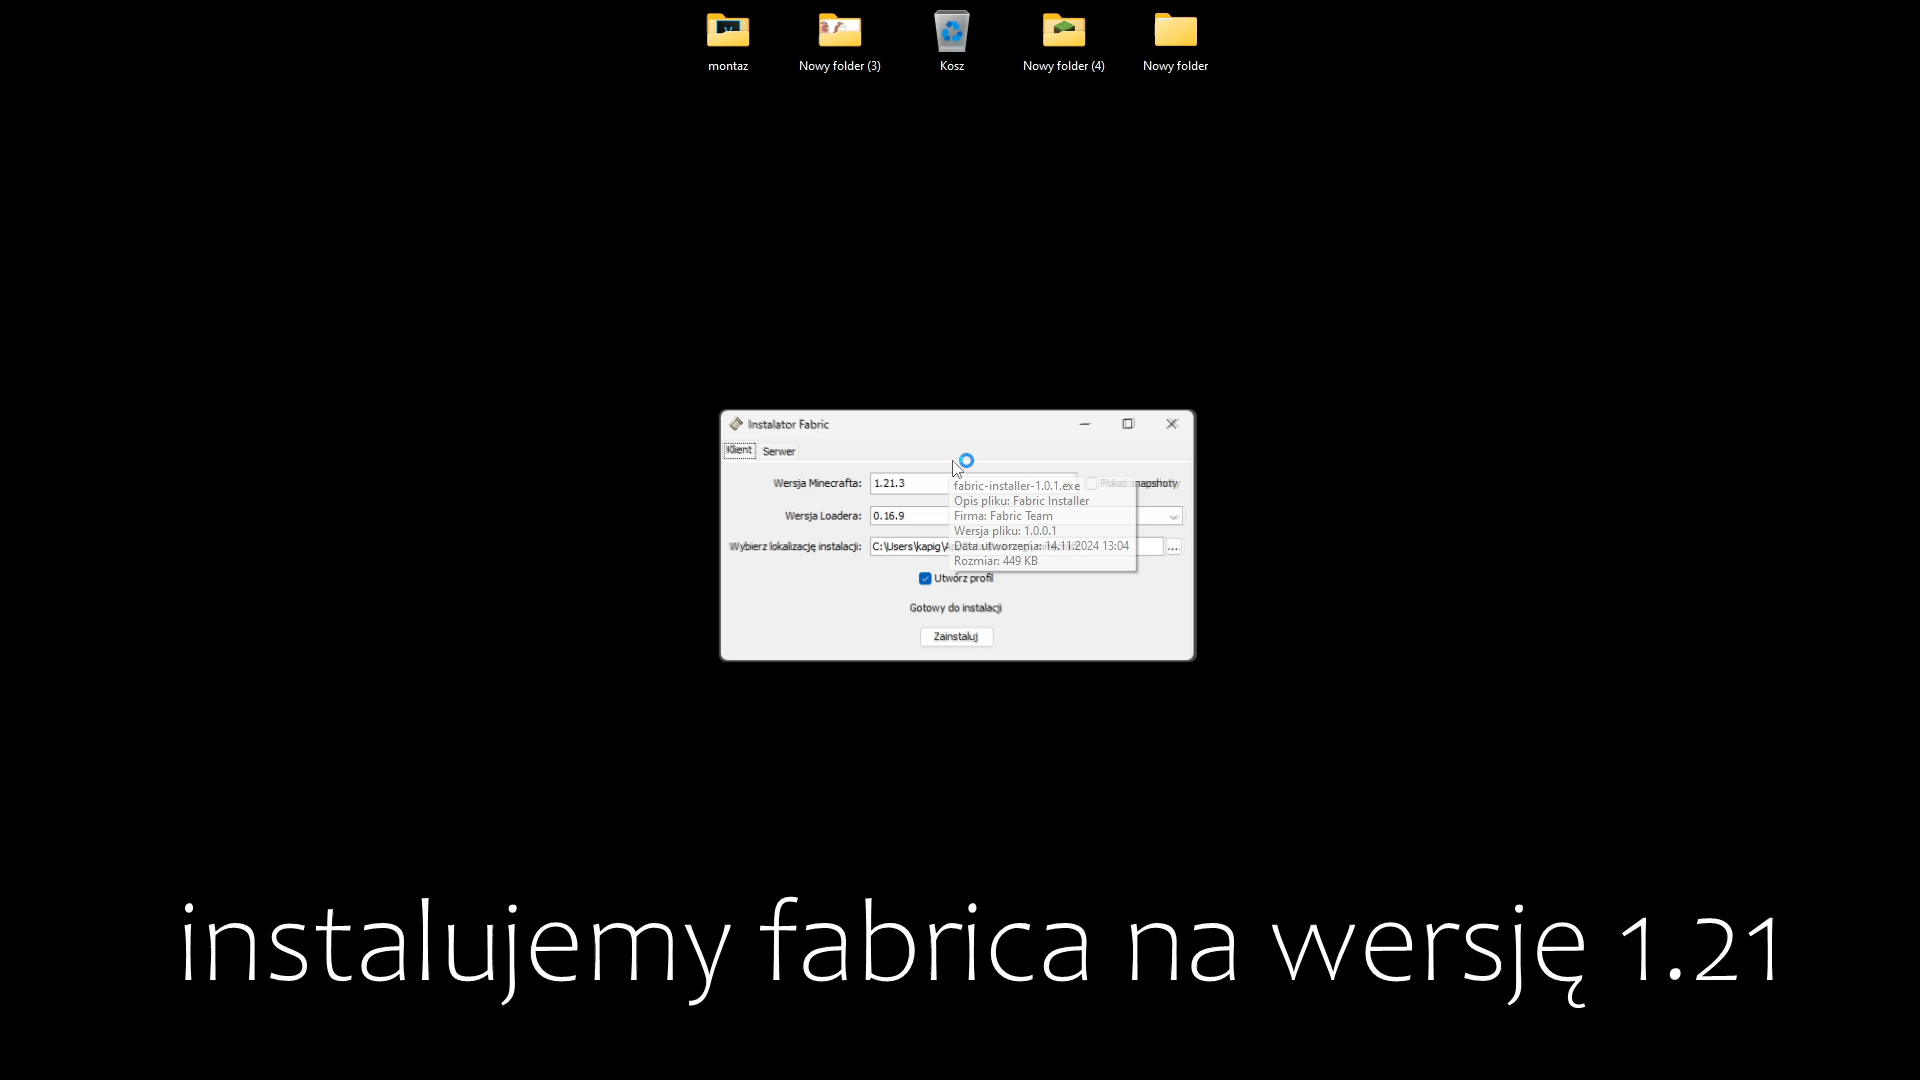 montaz
Nowy folder (3)
Kosz
Nowy folder (4)
Nowy folder
Instalator Fabric
Klient
Serwer
Wersja Minecrafta:
1.21.3
Pokaż snapshoty
Wersja Loadera:
0.16.9
Wybierz lokalizację instalacji:
C:\Users\kapig\
...
fabric-installer-1.0.1.exe
Opis pliku: Fabric Installer
Firma: Fabric Team
Wersja pliku: 1.0.0.1
Data utworzenia: 14.11.2024 13:04
Rozmiar: 449 KB
Utwórz profil
Gotowy do instalacji
Zainstaluj
instalujemy fabrica na wersję 1.21